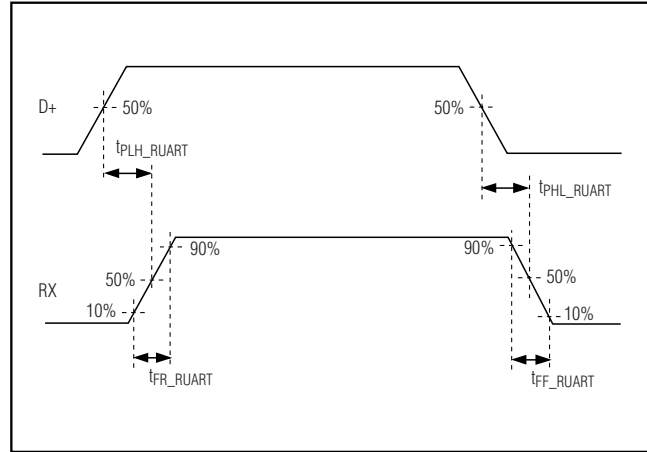 D+
50%
50%
tPLH_RUART
tPHL_RUART
90%
90%
RX
50%
50%
10%
10%
tFR_RUART
tFF_RUART